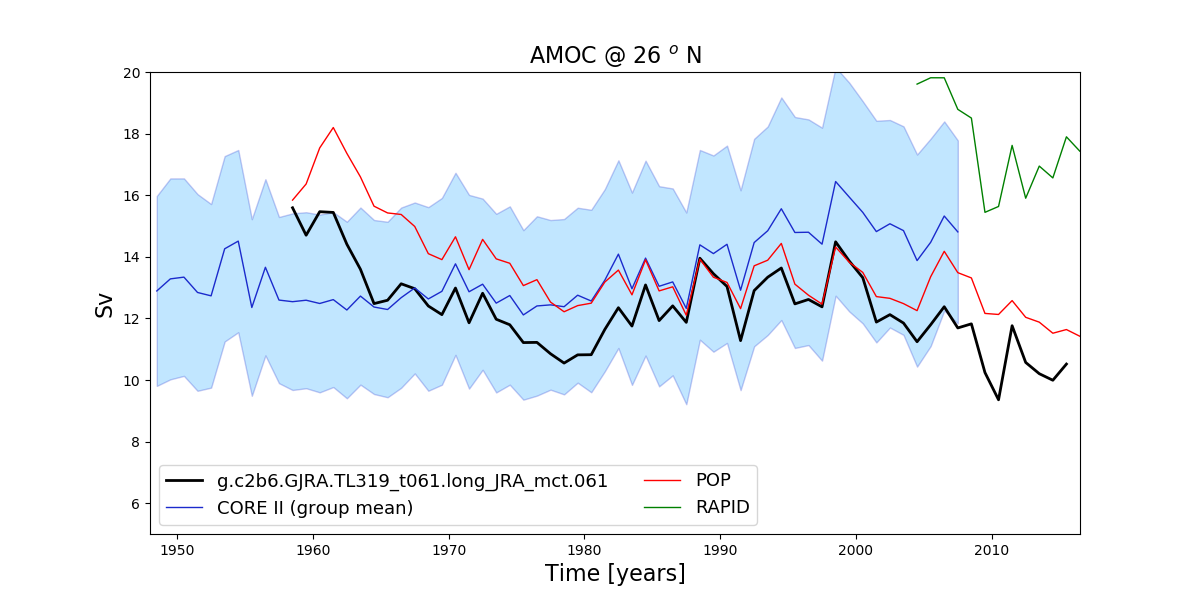 AMOC @ 26 ° N
Sv
20
18
16
14
12
10
8
6
g.c2b6.GJRA.TL319_t061.long_JRA_mct.061
CORE II (group mean)
POP
RAPID
1950 1960 1970 1980 1990 2000 2010
Time [years]